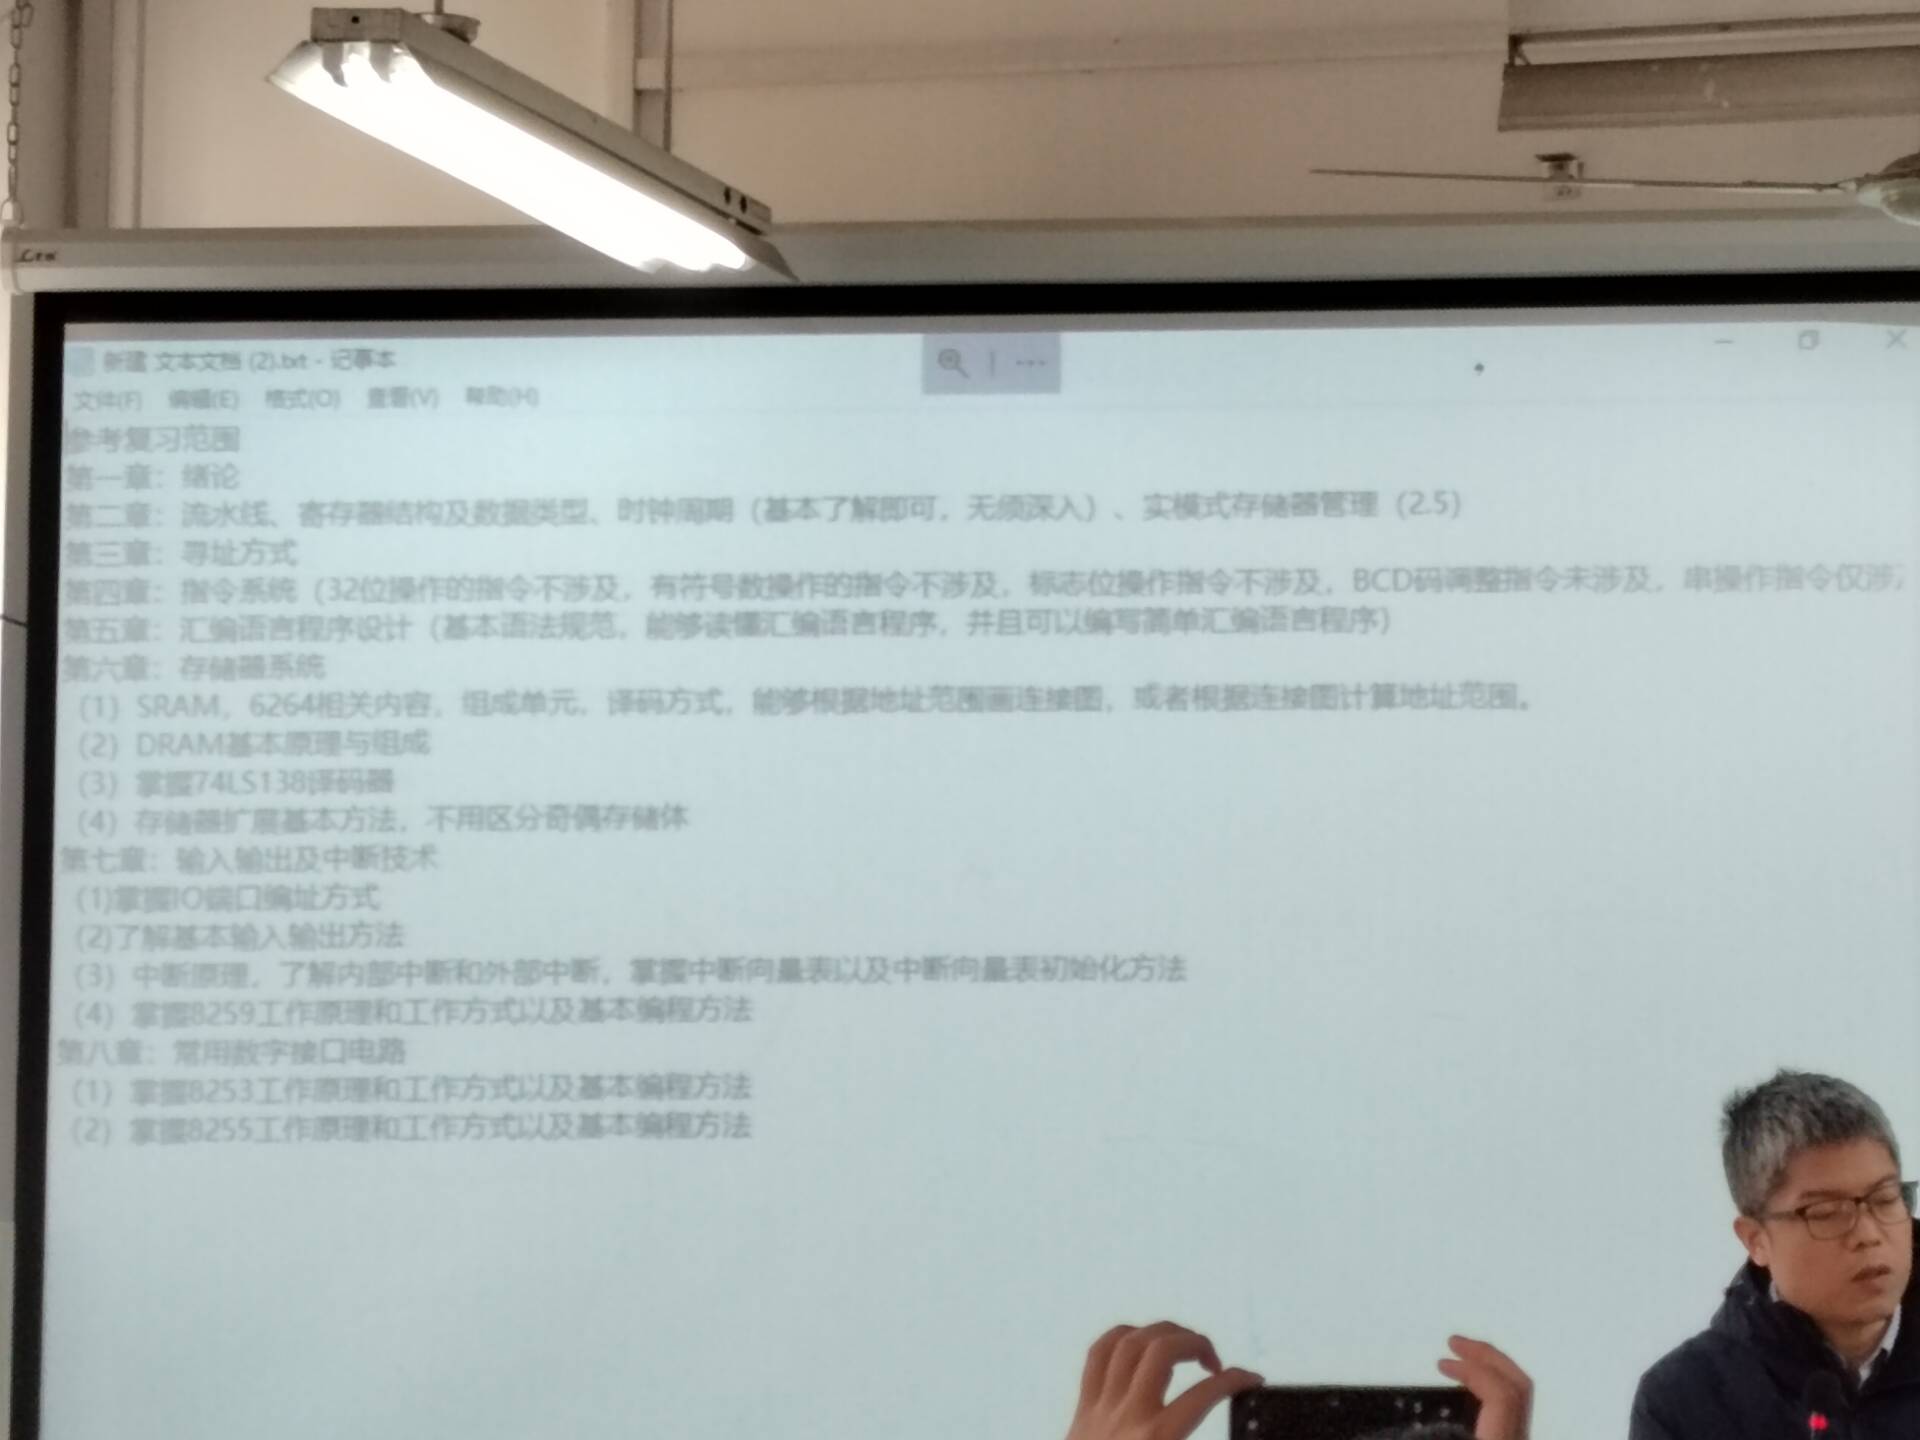 新建 文本文档 (2).txt - 记事本
文件(F) 编辑(E) 格式(O) 查看(V) 帮助(H)
参考复习范围
第一章：绪论
第二章：流水线、寄存器结构及数据类型、时钟周期（基本了解即可，无须深入）、实模式存储器管理（2.5）
第三章：寻址方式
第四章：指令系统（32位操作的指令不涉及，有符号数操作的指令不涉及，标志位操作指令不涉及，BCD码调整指令未涉及，串操作指令仅涉及
第五章：汇编语言程序设计（基本语法规范，能够读懂汇编语言程序，并且可以编写简单汇编语言程序）
第六章：存储器系统
（1）SRAM，6264相关内容，组成单元，译码方式，能够根据地址范围画连接图，或者根据连接图计算地址范围。
（2）DRAM基本原理与组成
（3）掌握74LS138译码器
（4）存储器扩展基本方法，不用区分奇偶存储体
第七章：输入输出及中断技术
(1)掌握IO端口编址方式
(2)了解基本输入输出方法
（3）中断原理，了解内部中断和外部中断，掌握中断向量表以及中断向量表初始化方法
（4）掌握8259工作原理和工作方式以及基本编程方法
第八章：常用数字接口电路
（1）掌握8253工作原理和工作方式以及基本编程方法
（2）掌握8255工作原理和工作方式以及基本编程方法